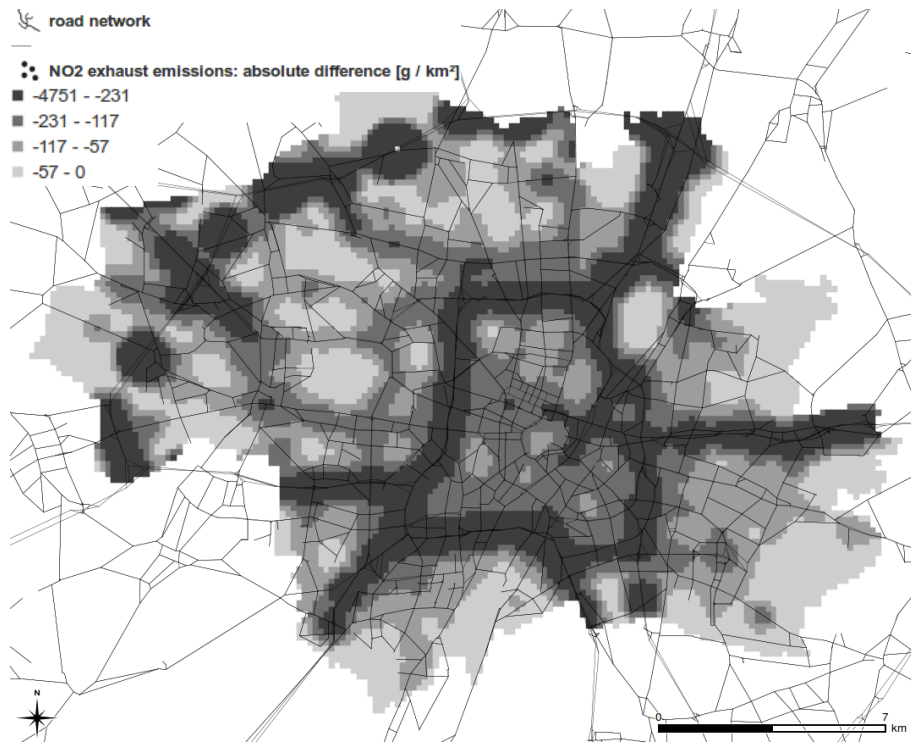 road network
NO2 exhaust emissions: absolute difference [g / km²]
-4751 - -231
-231 - -117
-117 - -57
-57 - 0
N
0 7
km